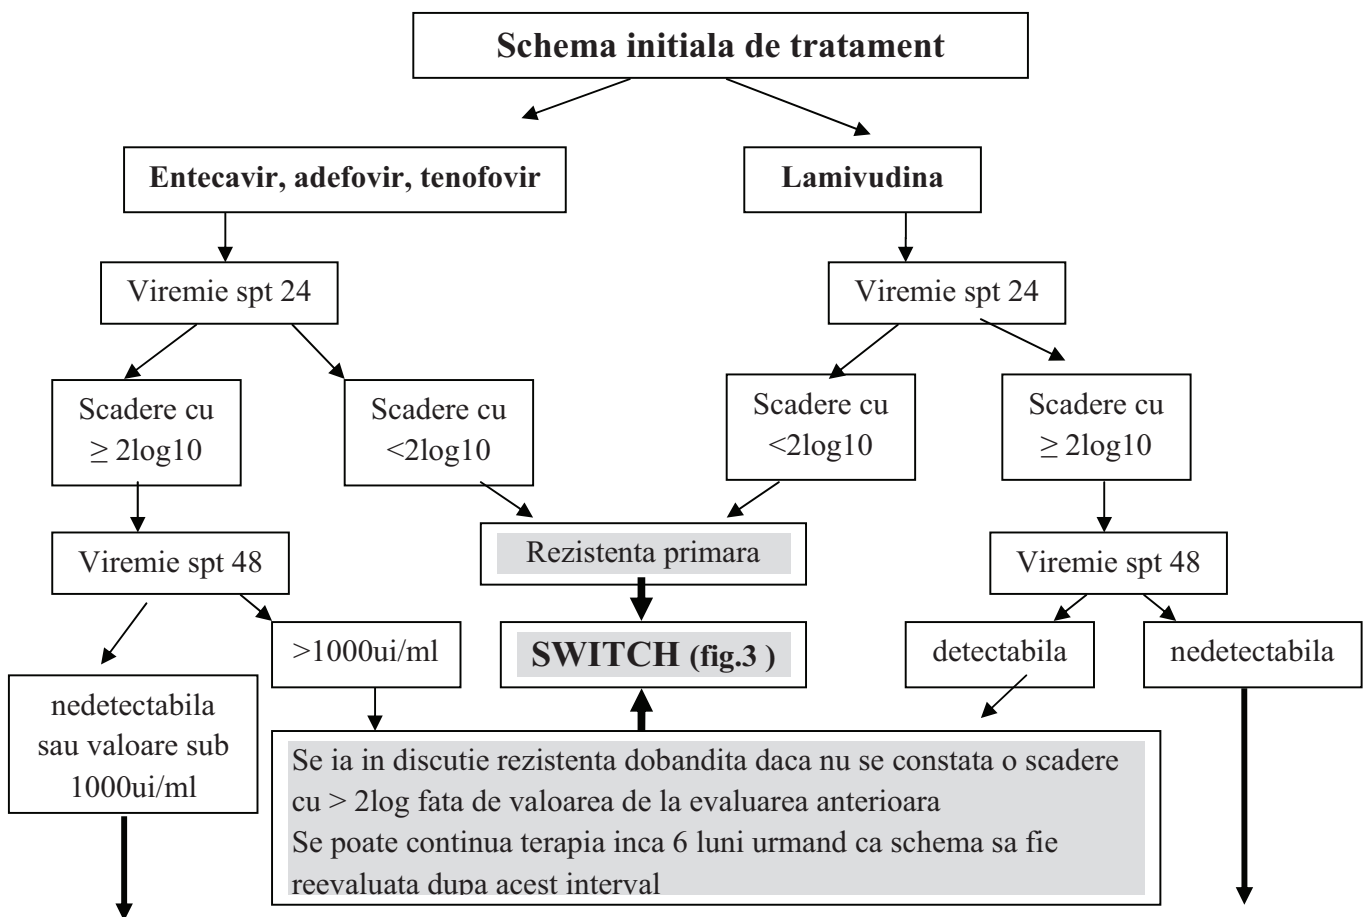 Schema initiala de tratament
Entecavir, adefovir, tenofovir
Lamivudina
Viremie spt 24
Viremie spt 24
Scadere cu
≥ 2log10
Scadere cu
<2log10
Scadere cu
<2log10
Scadere cu
≥ 2log10
Viremie spt 48
Rezistenta primara
Viremie spt 48
>1000ui/ml
SWITCH (fig.3 )
detectabila
nedetectabila
nedetectabila
sau valoare sub
1000ui/ml
Se ia in discutie rezistenta dobandita daca nu se constata o scadere
cu > 2log fata de valoarea de la evaluarea anterioara
Se poate continua terapia inca 6 luni urmand ca schema sa fie
reevaluata dupa acest interval